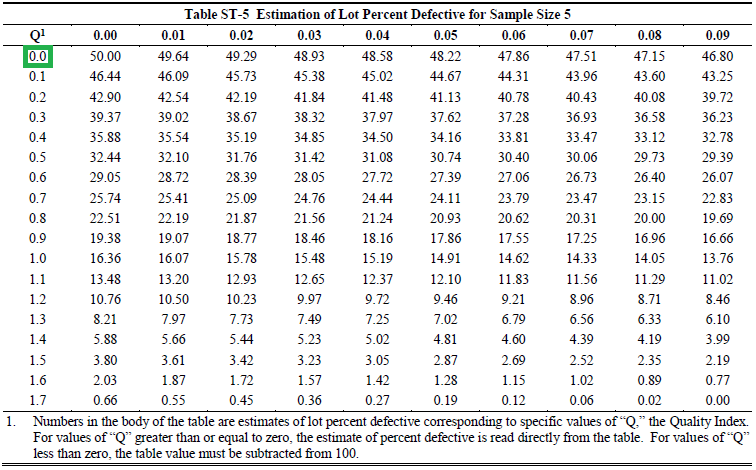 Table ST-5 Estimation of Lot Percent Defective for Sample Size 5
Q1 0.00 0.01 0.02 0.03 0.04 0.05 0.06 0.07 0.08 0.09
0.0 50.00 49.64 49.29 48.93 48.58 48.22 47.86 47.51 47.15 46.80
0.1 46.44 46.09 45.73 45.38 45.02 44.67 44.31 43.96 43.60 43.25
0.2 42.90 42.54 42.19 41.84 41.48 41.13 40.78 40.43 40.08 39.72
0.3 39.37 39.02 38.67 38.32 37.97 37.62 37.28 36.93 36.58 36.23
0.4 35.88 35.54 35.19 34.85 34.50 34.16 33.81 33.47 33.12 32.78
0.5 32.44 32.10 31.76 31.42 31.08 30.74 30.40 30.06 29.73 29.39
0.6 29.05 28.72 28.39 28.05 27.72 27.39 27.06 26.73 26.40 26.07
0.7 25.74 25.41 25.09 24.76 24.44 24.11 23.79 23.47 23.15 22.83
0.8 22.51 22.19 21.87 21.56 21.24 20.93 20.62 20.31 20.00 19.69
0.9 19.38 19.07 18.77 18.46 18.16 17.86 17.55 17.25 16.96 16.66
1.0 16.36 16.07 15.78 15.48 15.19 14.91 14.62 14.33 14.05 13.76
1.1 13.48 13.20 12.93 12.65 12.37 12.10 11.83 11.56 11.29 11.02
1.2 10.76 10.50 10.23 9.97 9.72 9.46 9.21 8.96 8.71 8.46
1.3 8.21 7.97 7.73 7.49 7.25 7.02 6.79 6.56 6.33 6.10
1.4 5.88 5.66 5.44 5.23 5.02 4.81 4.60 4.39 4.19 3.99
1.5 3.80 3.61 3.42 3.23 3.05 2.87 2.69 2.52 2.35 2.19
1.6 2.03 1.87 1.72 1.57 1.42 1.28 1.15 1.02 0.89 0.77
1.7 0.66 0.55 0.45 0.36 0.27 0.19 0.12 0.06 0.02 0.00
1. Numbers in the body of the table are estimates of lot percent defective corresponding to specific values of “Q,” the Quality Index.
For values of “Q” greater than or equal to zero, the estimate of percent defective is read directly from the table. For values of “Q”
less than zero, the table value must be subtracted from 100.